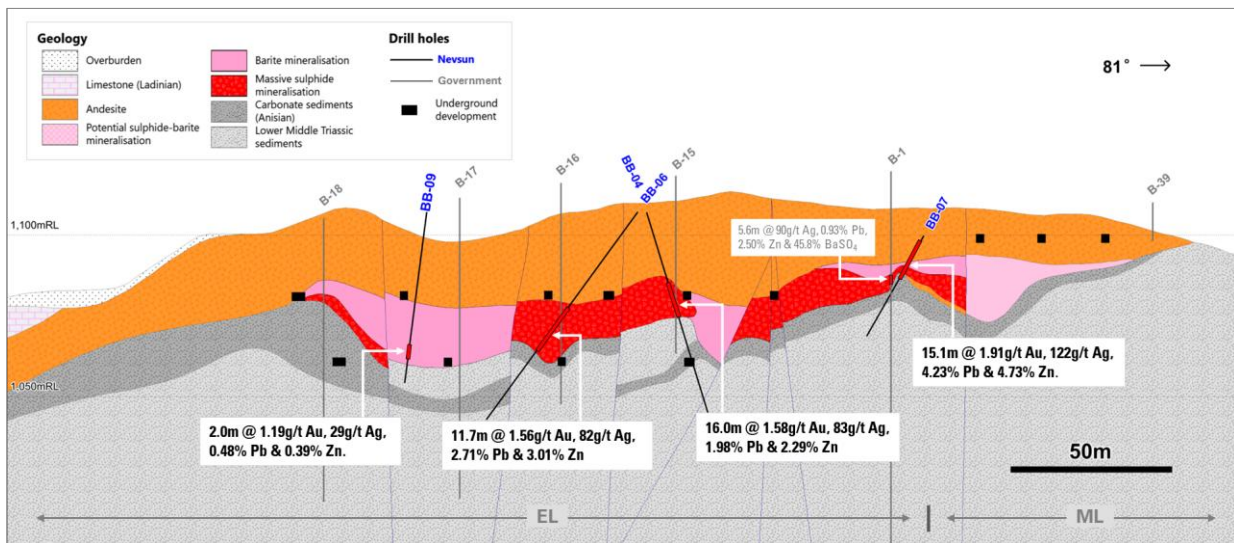 Geology
Overburden
Limestone (Ladinian)
Andesite
Potential sulphide-barite
mineralisation
Barite mineralisation
Massive sulphide
mineralisation
Carbonate sediments
(Anisian)
Lower Middle Triassic
sediments
Drill holes
Nevsun
Government
Underground
development
81°
B-18
BB-09
B-17
B-16
BB-04
BB-06
B-15
B-1
BB-07
B-39
1,100mRL
5.6m @ 90g/t Ag, 0.93% Pb,
2.50% Zn & 45.8% BaSO₄
1,050mRL
15.1m @ 1.91g/t Au, 122g/t Ag,
4.23% Pb & 4.73% Zn.
2.0m @ 1.19g/t Au, 29g/t Ag,
0.48% Pb & 0.39% Zn.
11.7m @ 1.56g/t Au, 82g/t Ag,
2.71% Pb & 3.01% Zn
16.0m @ 1.58g/t Au, 83g/t Ag,
1.98% Pb & 2.29% Zn
50m
EL
ML